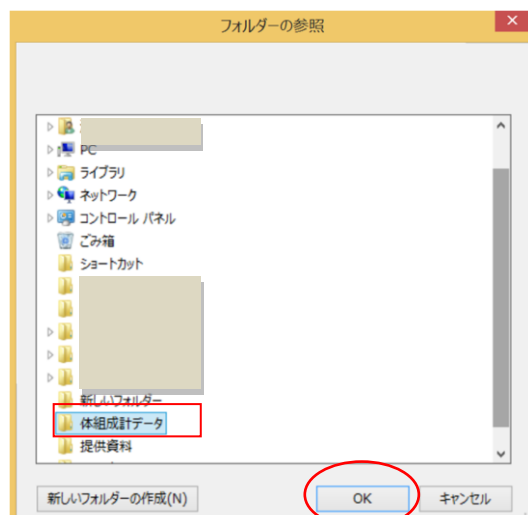 フォルダーの参照
PC
ライブラリ
ネットワーク
コントロール パネル
ごみ箱
ショートカット
新しいフォルダー
体組成計データ
提供資料
新しいフォルダーの作成(N)
OK
キャンセル